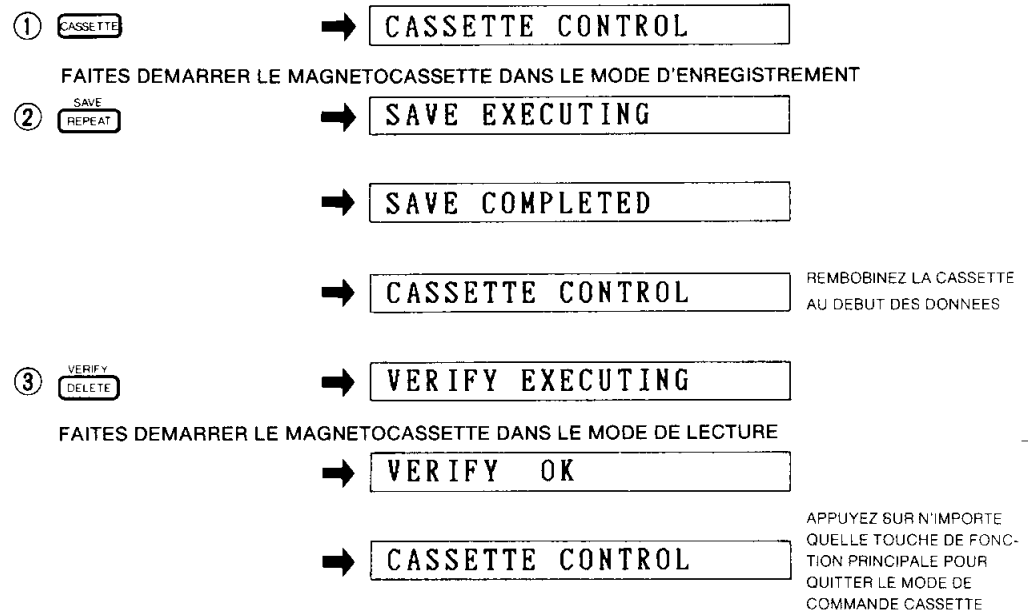 ① CASSETTE ➡ CASSETTE CONTROL
FAITES DEMARRER LE MAGNETOCASSETTE DANS LE MODE D'ENREGISTREMENT
SAVE
② REPEAT ➡ SAVE EXECUTING
➡ SAVE COMPLETED
➡ CASSETTE CONTROL
REMBOBINEZ LA CASSETTE
AU DEBUT DES DONNEES
VERIFY
③ DELETE ➡ VERIFY EXECUTING
FAITES DEMARRER LE MAGNETOCASSETTE DANS LE MODE DE LECTURE
➡ VERIFY OK
➡ CASSETTE CONTROL
APPUYEZ SUR N'IMPORTE
QUELLE TOUCHE DE FONC-
TION PRINCIPALE POUR
QUITTER LE MODE DE
COMMANDE CASSETTE